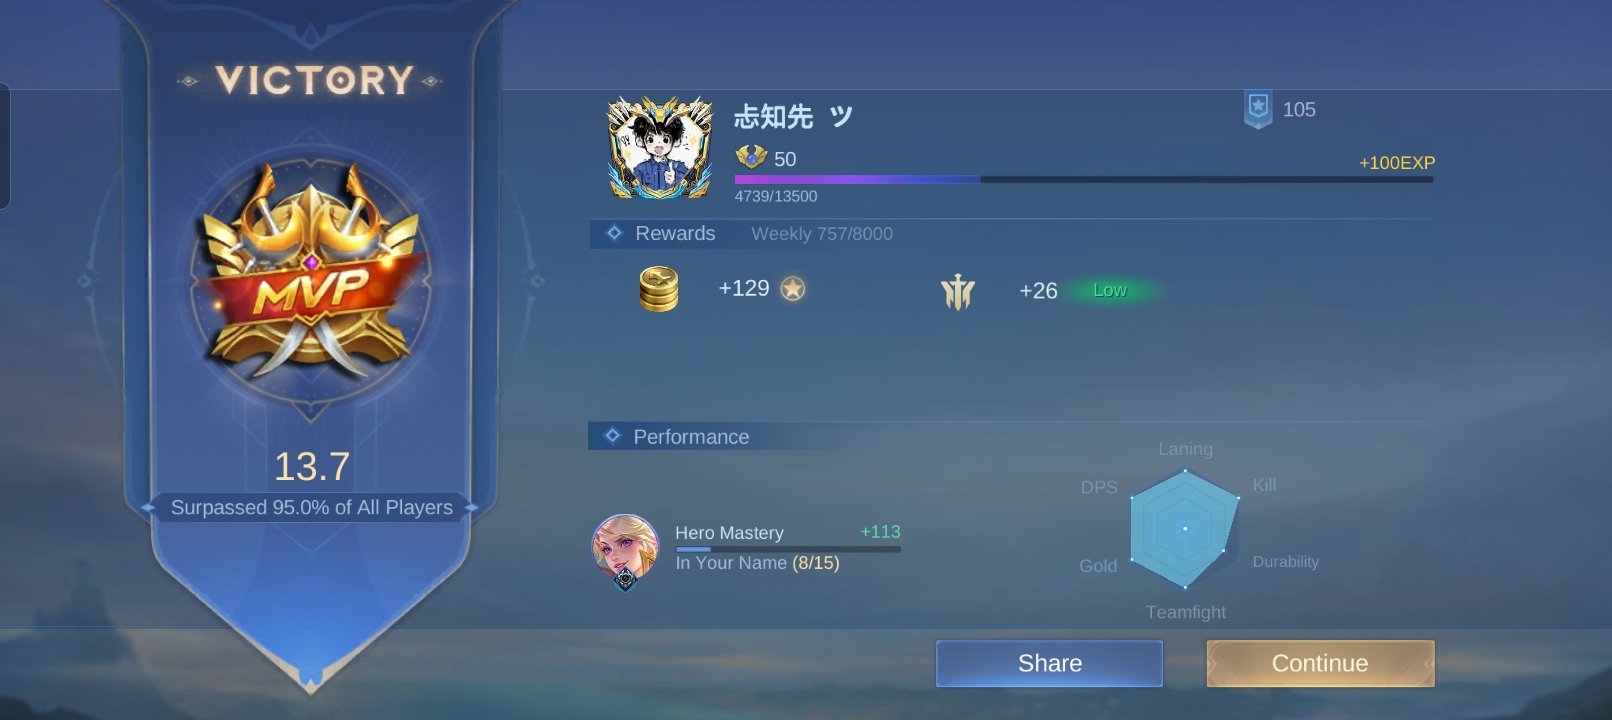 VICTORY
MVP
13.7
Surpassed 95.0% of All Players
忐知先 ツ
105
50
+100EXP
4739/13500
Rewards
Weekly 757/8000
+129
+26
Low
Performance
Hero Mastery
+113
In Your Name (8/15)
Laning
DPS
Kill
Gold
Durability
Teamfight
Share
Continue